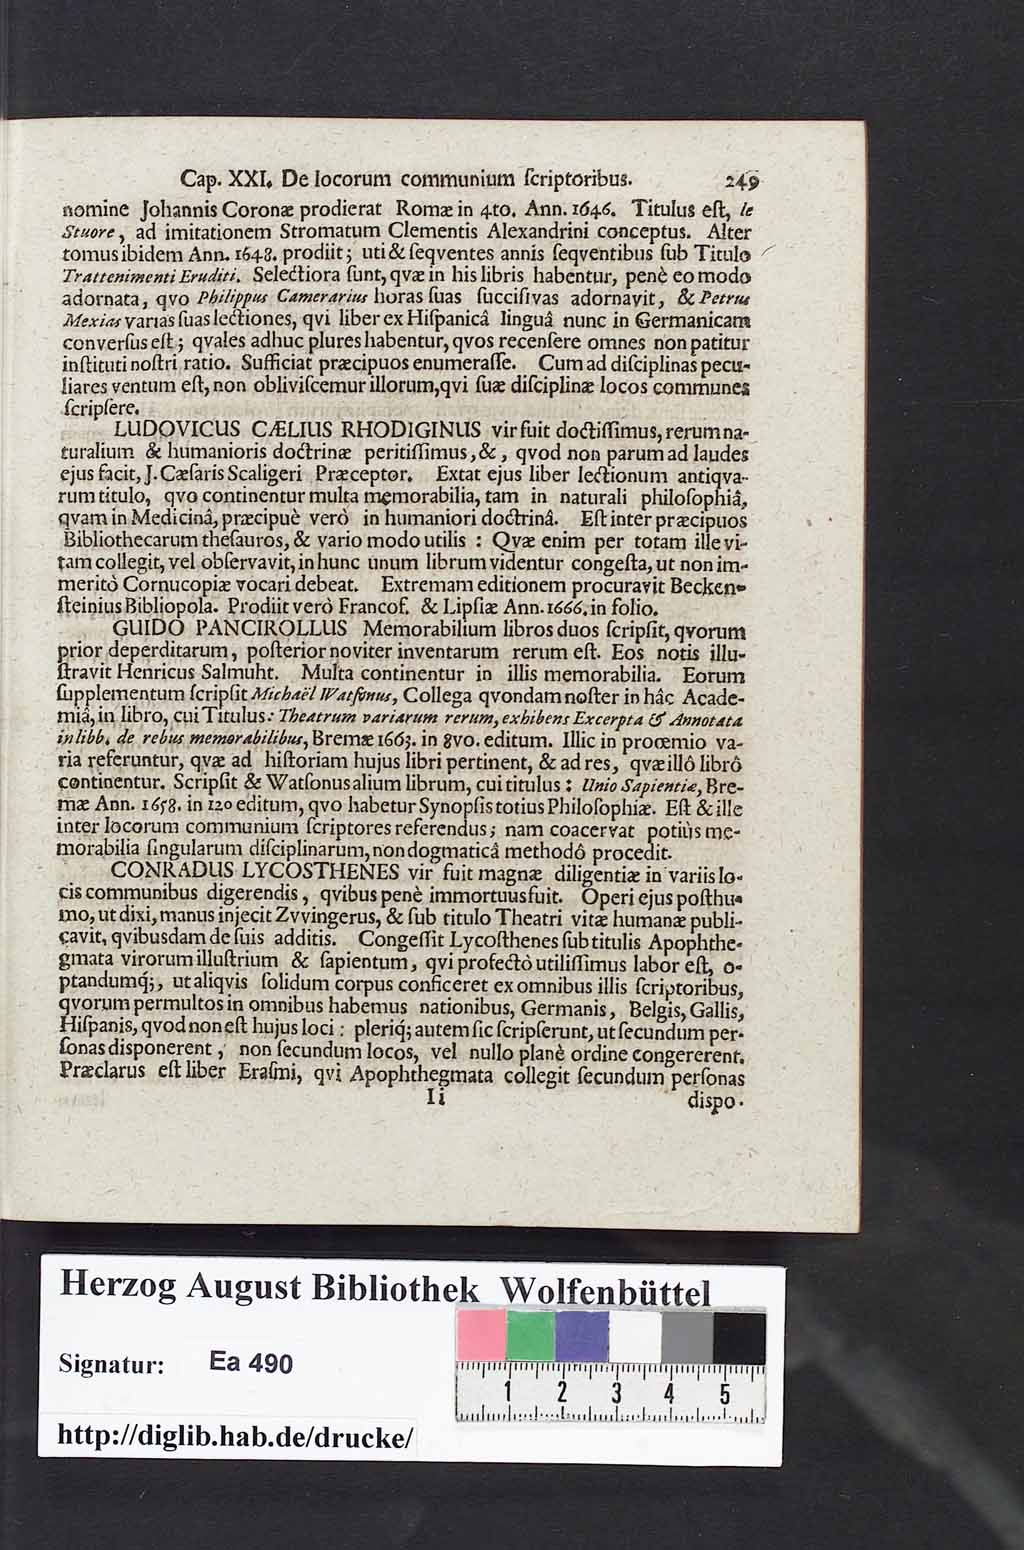 Cap. XXI. De locorum communium ſcriptoribus. 249
nomine Johannis Coronæ prodierat Romæ in 4to. Ann. 1646. Titulus eſt, le
Stuore, ad imitationem Stromatum Clementis Alexandrini conceptus. Alter
tomus ibidem Ann. 1648. prodiit; uti & ſeqventes annis ſeqventibus ſub Titulo
Trattenimenti Eruditi. Selectiora ſunt, qvæ in his libris habentur, penè eo modo
adornata, qvo Philippus Camerarius horas ſuas ſucciſivas adornavit, & Petrus
Mexias varias ſuas lectiones, qvi liber ex Hiſpanicâ linguâ nunc in Germanicam
converſus eſt; qvales adhuc plures habentur, qvos recenſere omnes non patitur
inſtituti noſtri ratio. Sufficiat præcipuos enumeraſſe. Cum ad diſciplinas pecu-
liares ventum eſt, non obliviſcemur illorum, qvi ſuæ diſciplinæ locos communes
ſcripſere.
LUDOVICUS CÆLIUS RHODIGINUS vir fuit doctiſſimus, rerum na-
turalium & humanioris doctrinæ peritiſſimus, &, qvod non parum ad laudes
ejus facit, J. Cæſaris Scaligeri Præceptor. Extat ejus liber lectionum antiqva-
rum titulo, qvo continentur multa memorabilia, tam in naturali philoſophiâ,
qvam in Medicinâ, præcipuè verò in humaniori doctrinâ. Eſt inter præcipuos
Bibliothecarum theſauros, & vario modo utilis : Qvæ enim per totam ille vi-
tam collegit, vel obſervavit, in hunc unum librum videntur congeſta, ut non im-
meritò Cornucopiæ vocari debeat. Extremam editionem procuravit Becken-
ſteinius Bibliopola. Prodiit verò Francof. & Lipſiæ Ann. 1666. in folio.
GUIDO PANCIROLLUS Memorabilium libros duos ſcripſit, qvorum
prior deperditarum, poſterior noviter inventarum rerum eſt. Eos notis illu-
ſtravit Henricus Salmuht. Multa continentur in illis memorabilia. Eorum
ſupplementum ſcripſit Michaël Watſonus, Collega qvondam noſter in hâc Acade-
miâ, in libro, cui Titulus: Theatrum variarum rerum, exhibens Excerpta & Annotata
in libb. de rebus memorabilibus, Bremæ 1663. in 8vo. editum. Illic in proœmio va-
ria referuntur, qvæ ad hiſtoriam hujus libri pertinent, & ad res, qvæ illô librô
continentur. Scripſit & Watſonus alium librum, cui titulus : Unio Sapientiæ, Bre-
mæ Ann. 1658. in 120 editum, qvo habetur Synopſis totius Philoſophiæ. Eſt & ille
inter locorum communium ſcriptores referendus; nam coacervat potiùs me-
morabilia ſingularum diſciplinarum, non dogmaticâ methodô procedit.
CONRADUS LYCOSTHENES vir fuit magnæ diligentiæ in variis lo-
cis communibus digerendis, qvibus penè immortuus fuit. Operi ejus poſthu-
mo, ut dixi, manus injecit Zvvingerus, & ſub titulo Theatri vitæ humanæ publi-
cavit, qvibusdam de ſuis additis. Congeſſit Lycoſthenes ſub titulis Apophthe-
gmata virorum illuſtrium & ſapientum, qvi profectò utiliſſimus labor eſt, o-
ptandumq́;, ut aliqvis ſolidum corpus conficeret ex omnibus illis ſcriptoribus,
qvorum permultos in omnibus habemus nationibus, Germanis, Belgis, Gallis,
Hiſpanis, qvod non eſt hujus loci : pleriq́; autem ſic ſcripſerunt, ut ſecundum per-
ſonas disponerent, non ſecundum locos, vel nullo planè ordine congererent.
Præclarus eſt liber Eraſmi, qvi Apophthegmata collegit ſecundum perſonas
Ii dispo-
Herzog August Bibliothek Wolfenbüttel
Signatur: Ea 490
1 2 3 4 5
http://diglib.hab.de/drucke/